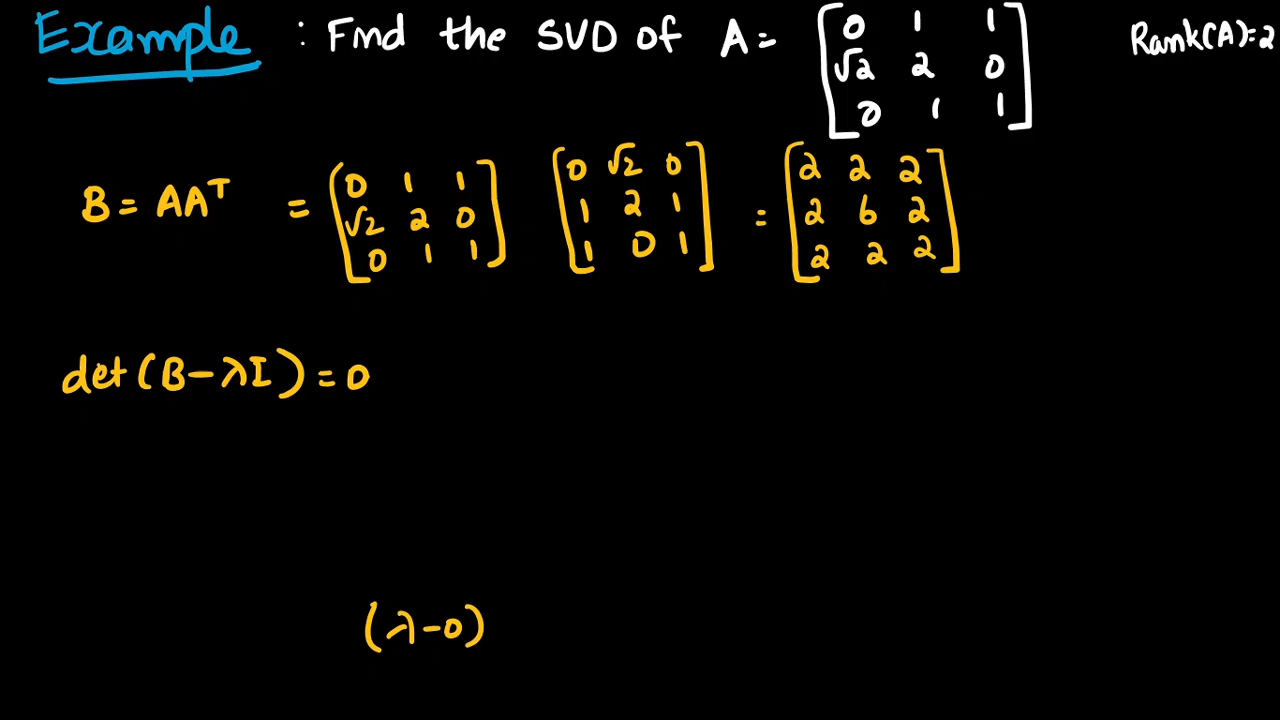 Example : Find the SVD of A = [0 1 1; √2 2 0; 0 1 1] Rank(A)=2
B = AAᵀ = [0 1 1; √2 2 0; 0 1 1] [0 √2 0; 1 2 1; 1 0 1] = [2 2 2; 2 6 2; 2 2 2]
det(B-λI) = 0
(λ-0)